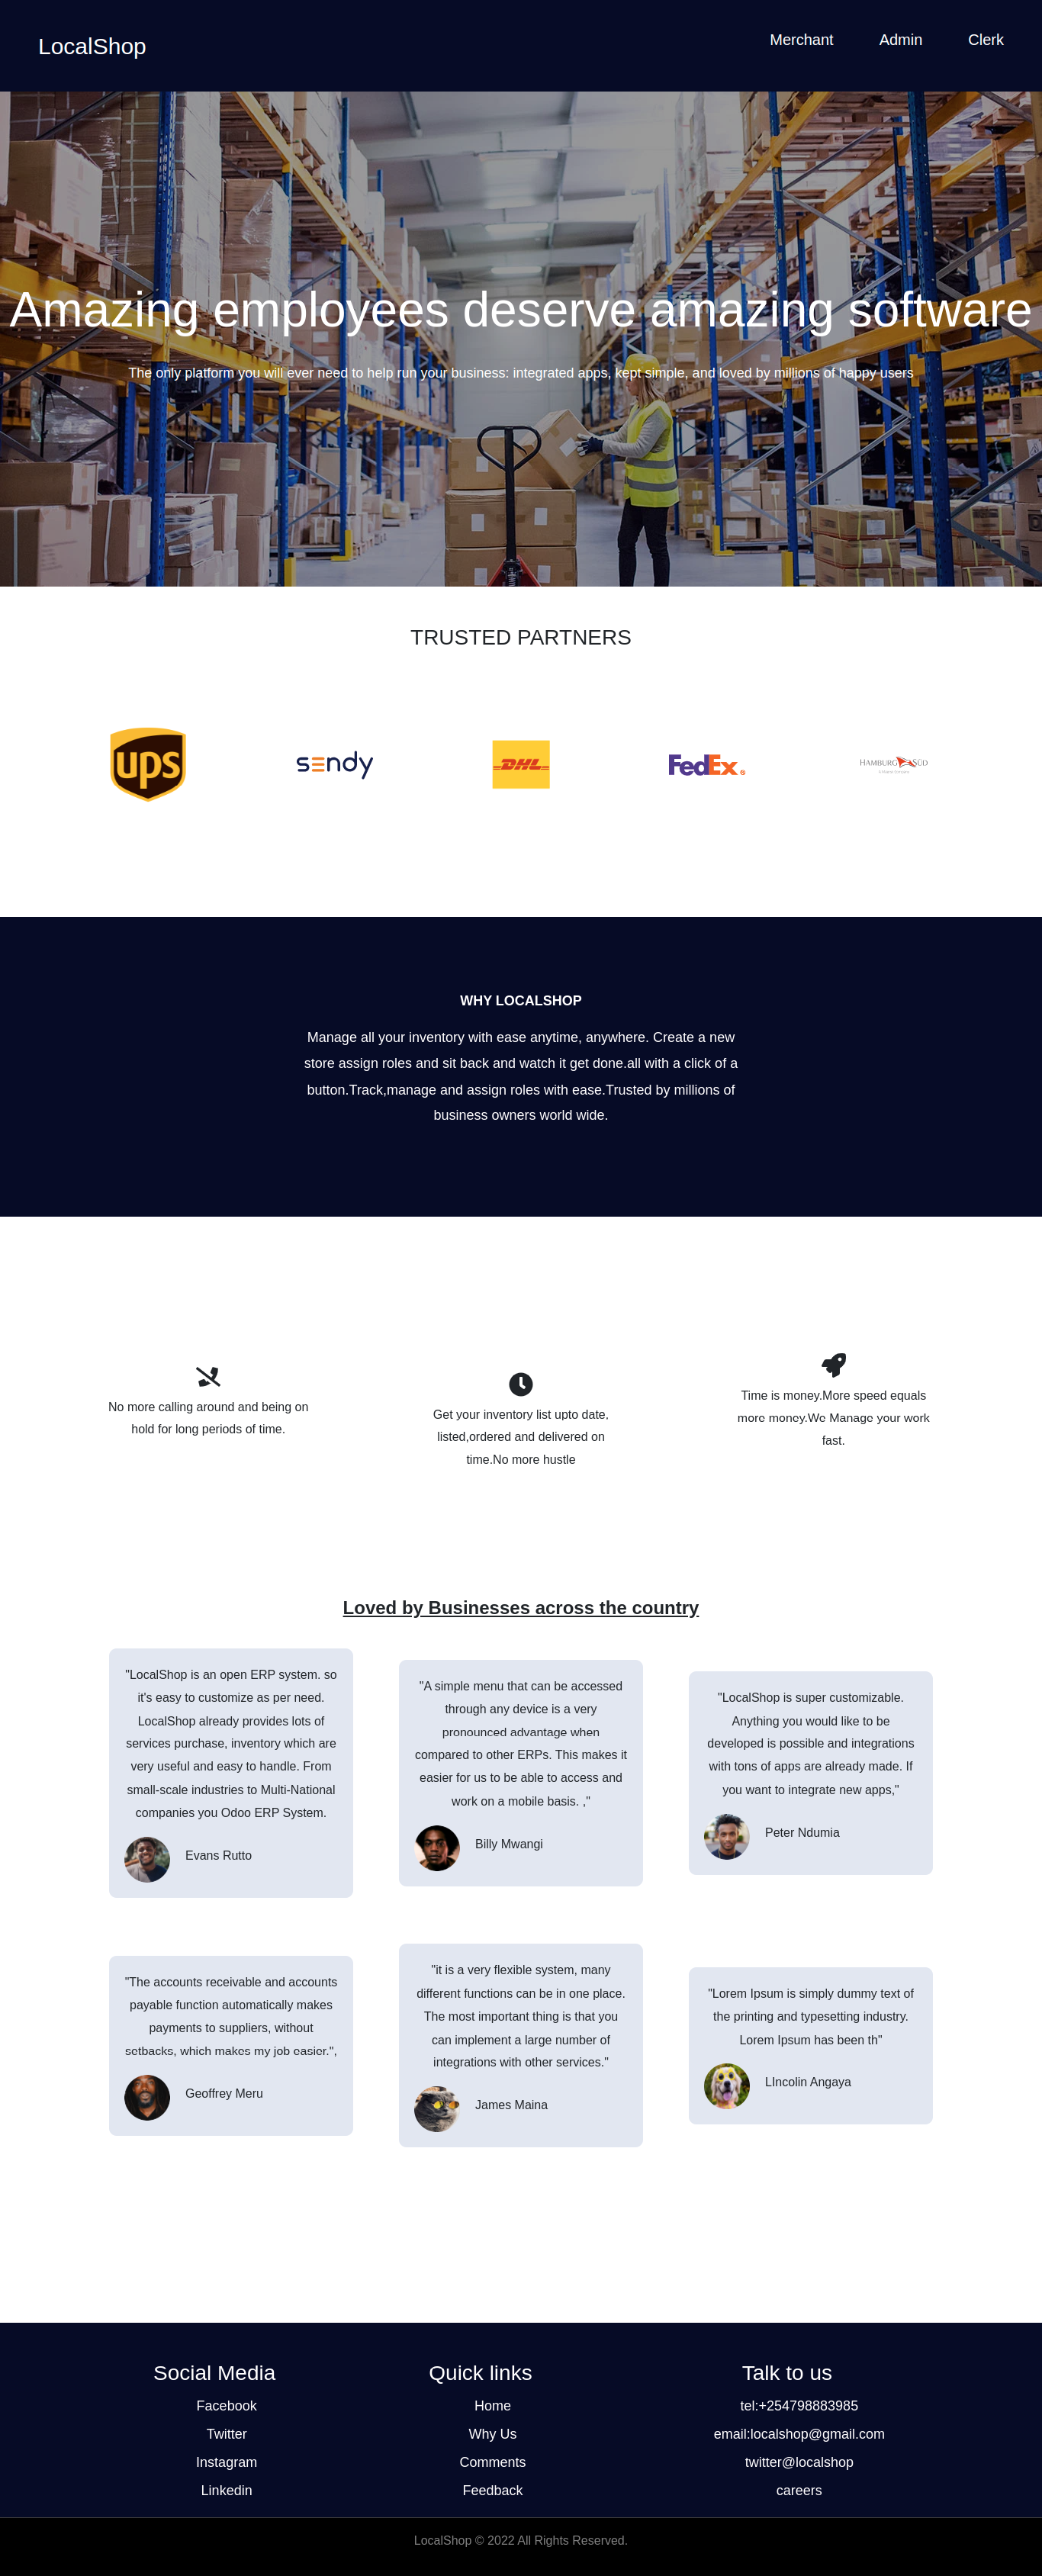 LocalShop
Merchant
Admin
Clerk
Amazing employees deserve amazing software
The only platform you will ever need to help run your business: integrated apps, kept simple, and loved by millions of happy users
TRUSTED PARTNERS
ups
sendy
DHL
FedEx
HAMBURG SÜD
WHY LOCALSHOP
Manage all your inventory with ease anytime, anywhere. Create a new
store assign roles and sit back and watch it get done.all with a click of a
button.Track,manage and assign roles with ease.Trusted by millions of
business owners world wide.
No more calling around and being on
hold for long periods of time.
Get your inventory list upto date,
listed,ordered and delivered on
time.No more hustle
Time is money.More speed equals
more money.We Manage your work
fast.
Loved by Businesses across the country
"LocalShop is an open ERP system. so
it's easy to customize as per need.
LocalShop already provides lots of
services purchase, inventory which are
very useful and easy to handle. From
small-scale industries to Multi-National
companies you Odoo ERP System.
Evans Rutto
"A simple menu that can be accessed
through any device is a very
pronounced advantage when
compared to other ERPs. This makes it
easier for us to be able to access and
work on a mobile basis. ,"
Billy Mwangi
"LocalShop is super customizable.
Anything you would like to be
developed is possible and integrations
with tons of apps are already made. If
you want to integrate new apps,"
Peter Ndumia
"The accounts receivable and accounts
payable function automatically makes
payments to suppliers, without
setbacks, which makes my job easier.",
Geoffrey Meru
"it is a very flexible system, many
different functions can be in one place.
The most important thing is that you
can implement a large number of
integrations with other services."
James Maina
"Lorem Ipsum is simply dummy text of
the printing and typesetting industry.
Lorem Ipsum has been th"
LIncolin Angaya
Social Media
Facebook
Twitter
Instagram
Linkedin
Quick links
Home
Why Us
Comments
Feedback
Talk to us
tel:+254798883985
email:localshop@gmail.com
twitter@localshop
careers
LocalShop © 2022 All Rights Reserved.